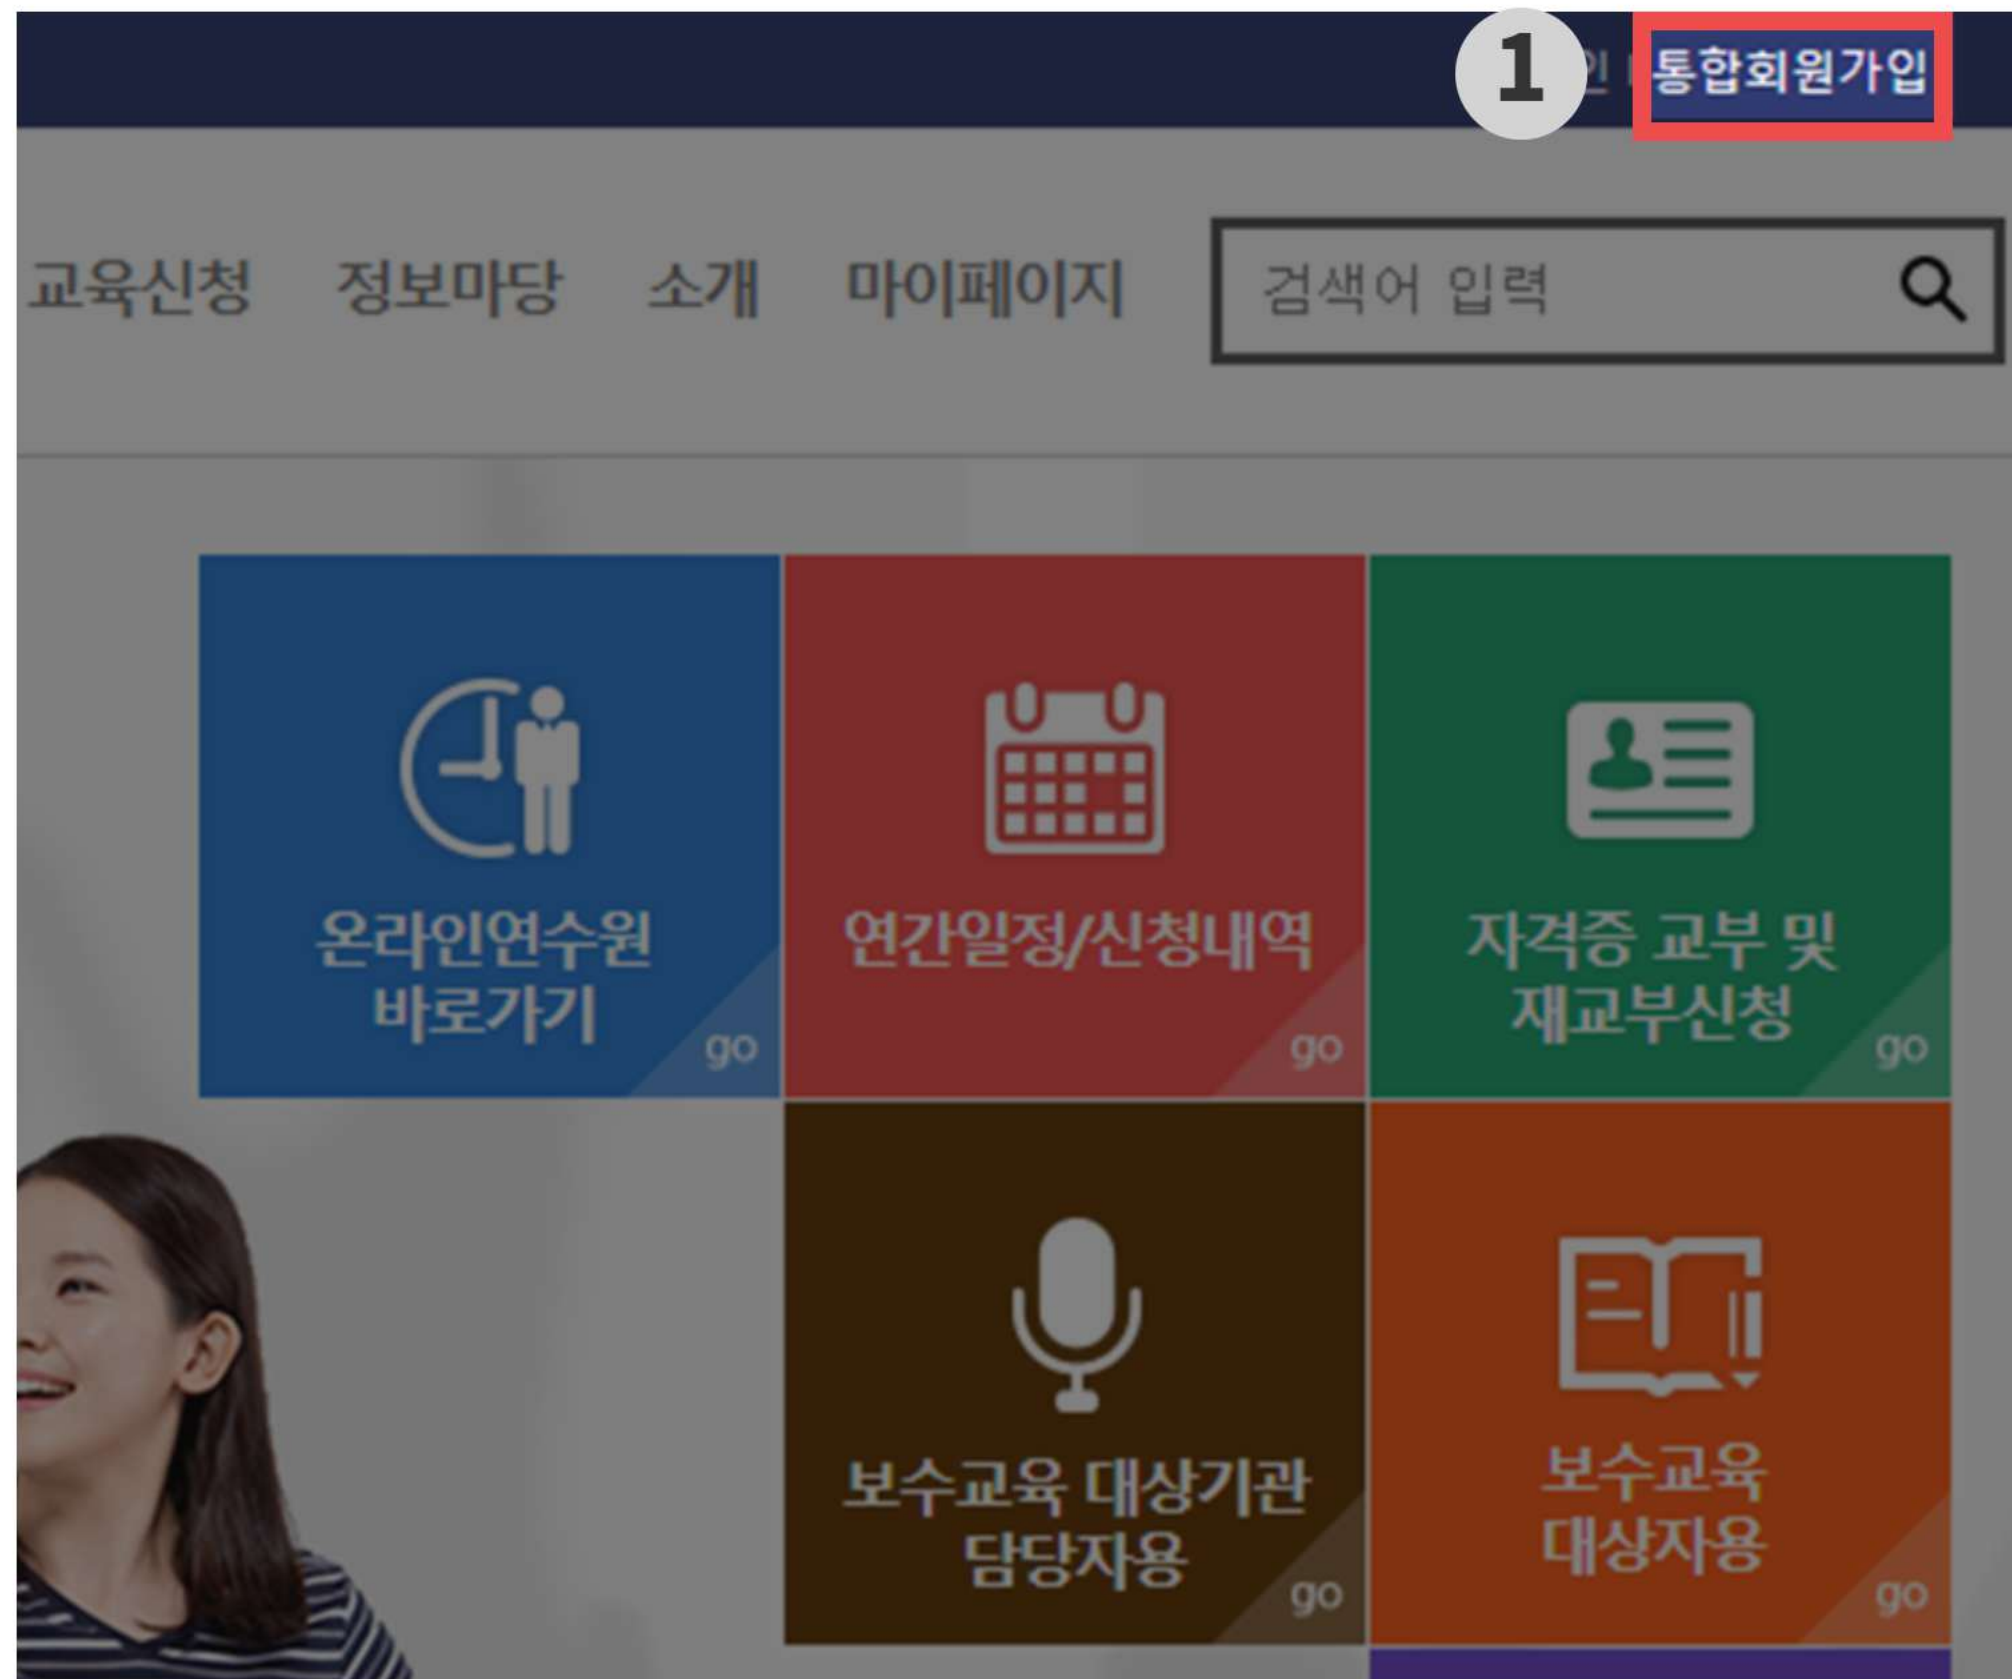 1
통합회원가입
교육신청 정보마당 소개 마이페이지 검색어 입력
온라인연수원
바로가기
go
연간일정/신청내역
go
자격증 교부 및
재교부신청
go
보수교육 대상기관
담당자용
go
보수교육
대상자용
go